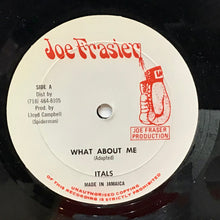 Joe Frasier
SIDE A
Dist by
(718) 464-8105
Prod. by
Lloyd Campbell
(Spiderman)
JOE FRASER
PRODUCTION
WHAT ABOUT ME
(Adapted)
ITALS
MADE IN JAMAICA
UNAUTHORISED COPYING
OF THIS RECORDING IS STRICTLY PROHIBITED